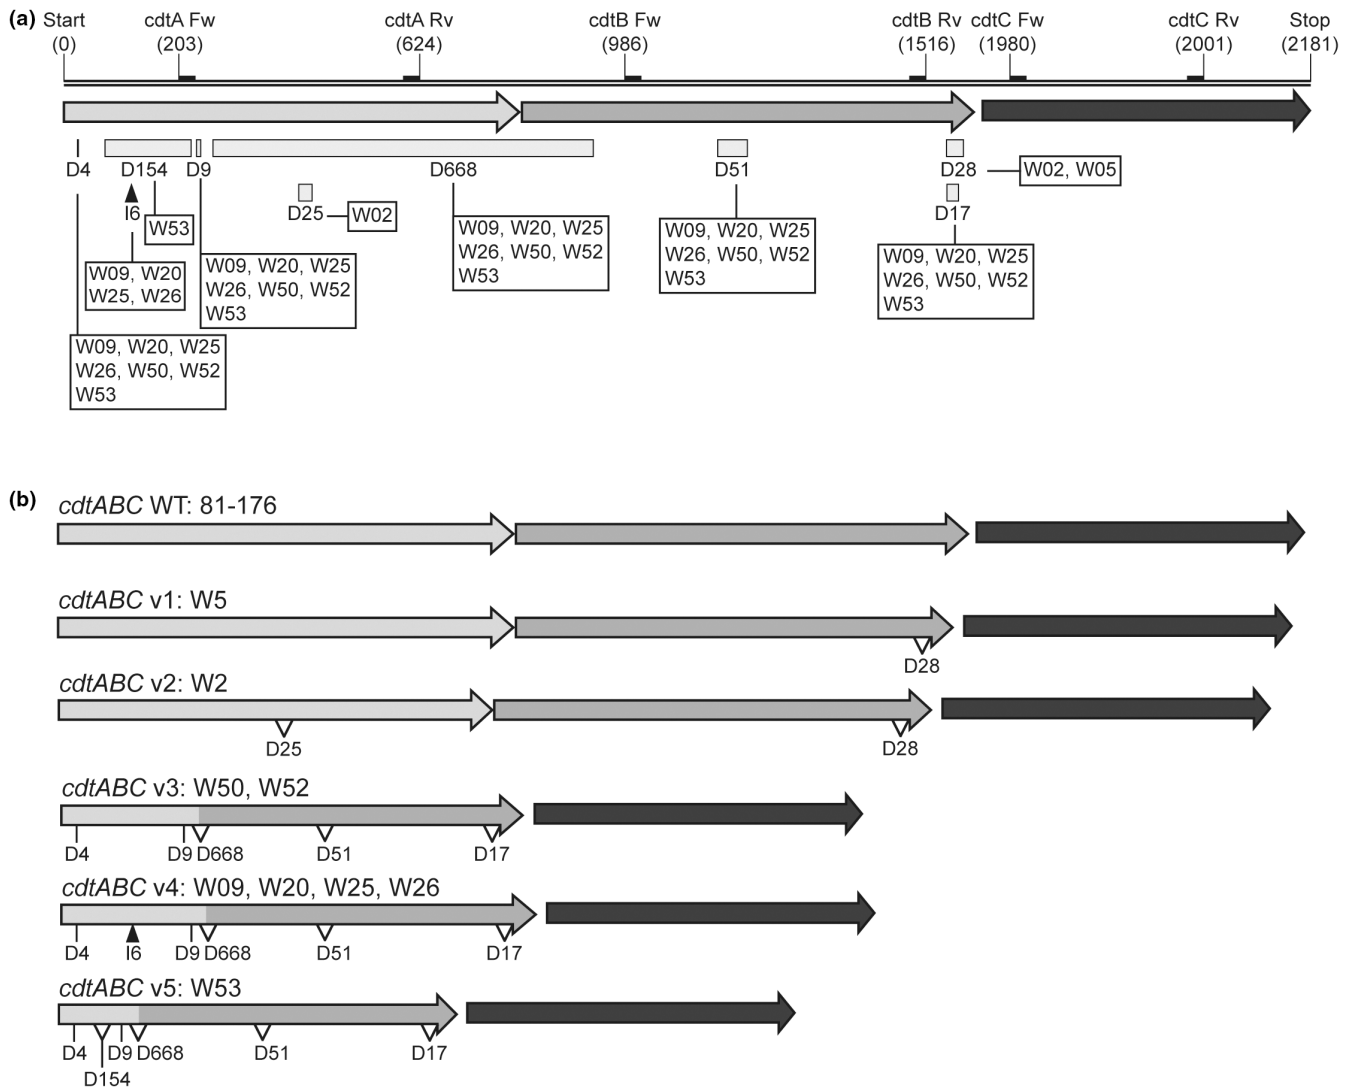 (a)
Start cdtA Fw cdtA Rv cdtB Fw cdtB Rv cdtC Fw cdtC Rv Stop
(0) (203) (624) (986) (1516) (1980) (2001) (2181)
D4 D154 D9 D668 D51 D28
W02, W05
I6 W53 D25 W02 D17
W09, W20
W25, W26
W09, W20, W25
W26, W50, W52
W53
W09, W20, W25
W26, W50, W52
W53
W09, W20, W25
W26, W50, W52
W53
W09, W20, W25
W26, W50, W52
W53
W09, W20, W25
W26, W50, W52
W53
(b)
cdtABC WT: 81-176
cdtABC v1: W5
D28
cdtABC v2: W2
D25 D28
cdtABC v3: W50, W52
D4 D9 D668 D51 D17
cdtABC v4: W09, W20, W25, W26
D4 I6 D9 D668 D51 D17
cdtABC v5: W53
D4 D9 D668 D51 D17
D154